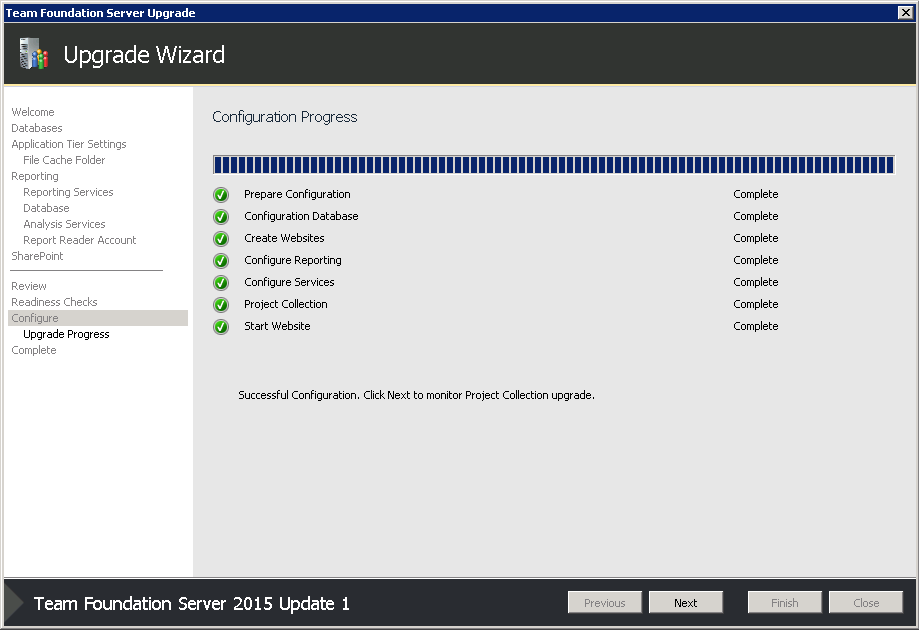 Team Foundation Server Upgrade
Upgrade Wizard
Welcome
Databases
Application Tier Settings
File Cache Folder
Reporting
Reporting Services
Database
Analysis Services
Report Reader Account
SharePoint
Review
Readiness Checks
Configure
Upgrade Progress
Complete
Configuration Progress
Prepare Configuration Complete
Configuration Database Complete
Create Websites Complete
Configure Reporting Complete
Configure Services Complete
Project Collection Complete
Start Website Complete
Successful Configuration. Click Next to monitor Project Collection upgrade.
Team Foundation Server 2015 Update 1
Previous Next Finish Close